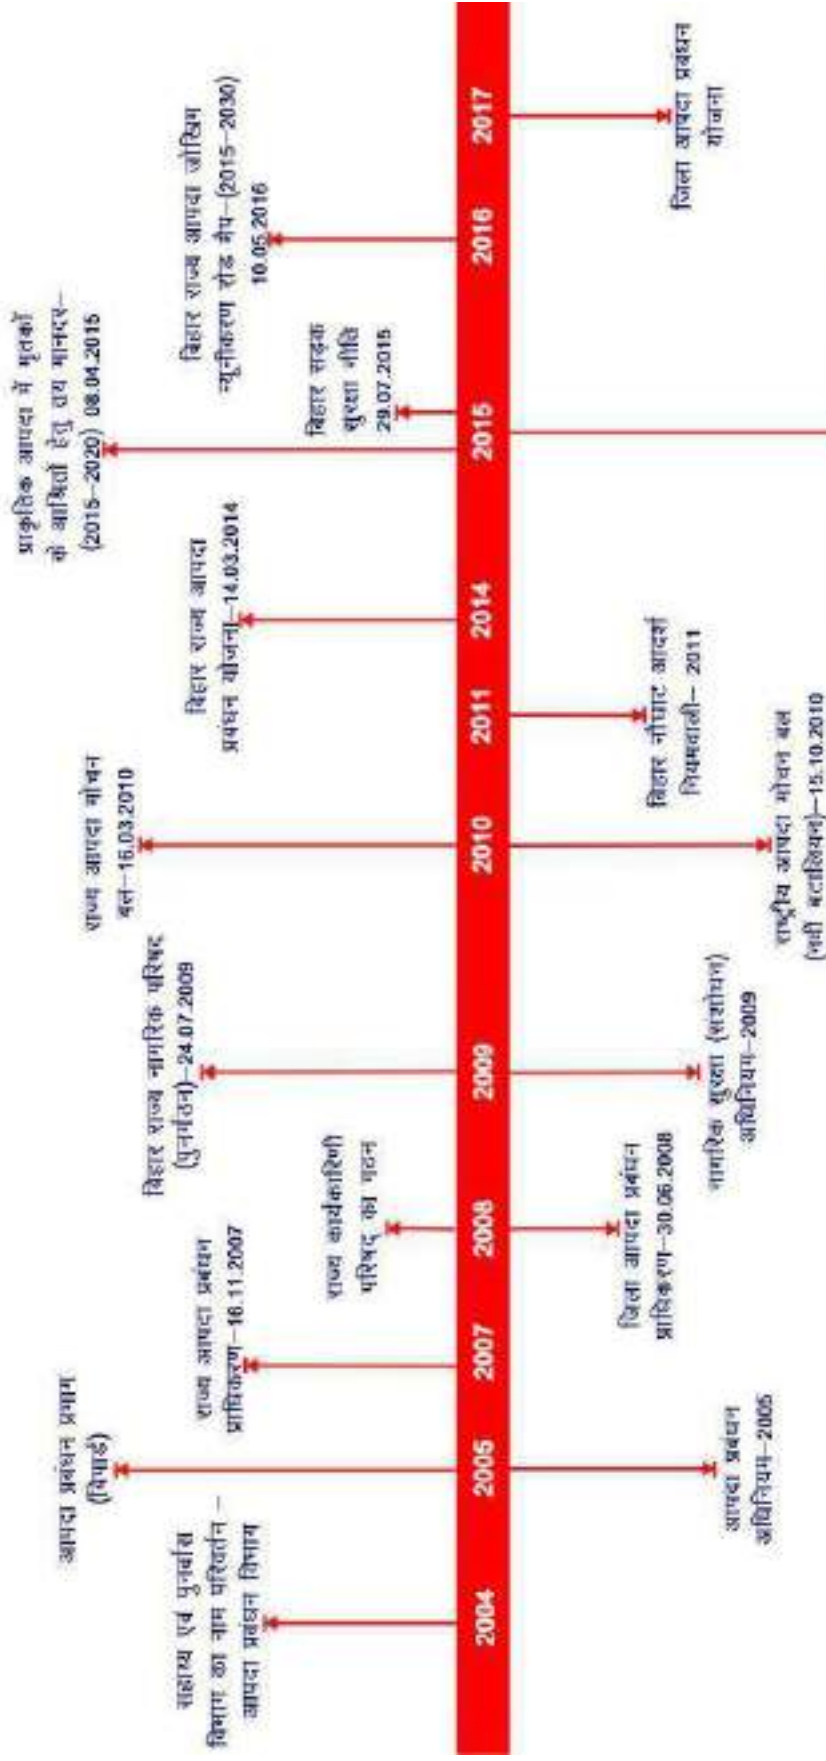 सहाय्य एवं पुनर्वास
विभाग का नाम परिवर्तन –
आपदा प्रबंधन विभाग
2004
आपदा प्रबंधन प्रभाग
2005
आपदा प्रबंधन
अधिनियम–2005
राज्य आपदा प्रबंधन
प्राधिकरण–16.11.2007
2007
राज्य कार्यकारिणी
परिषद् का गठन
2008
जिला आपदा प्रबंधन
प्राधिकरण–30.06.2008
बिहार राज्य नागरिक परिषद
(पुनर्गठन)–24.07.2009
2009
नागरिक सुरक्षा (संशोधन)
अधिनियम–2009
राज्य आपदा मोचन
बल–16.03.2010
2010
राष्ट्रीय आपदा मोचन बल
(नवीं बटालियन)–15.10.2010
2011
बिहार नौघाट आदर्श
नियमवाली– 2011
बिहार राज्य आपदा
प्रबंधन योजना–14.03.2014
2014
प्राकृतिक आपदा में मृतकों
के आश्रितों हेतु राय मानदर–
(2015–2020) 08.04.2015
बिहार सड़क
सुरक्षा नीति
29.07.2015
2015
बिहार राज्य आपदा जोखिम
न्यूनीकरण रोड मैप–(2015–2030)
10.05.2016
2016
2017
जिला आपदा प्रबंधन
योजना